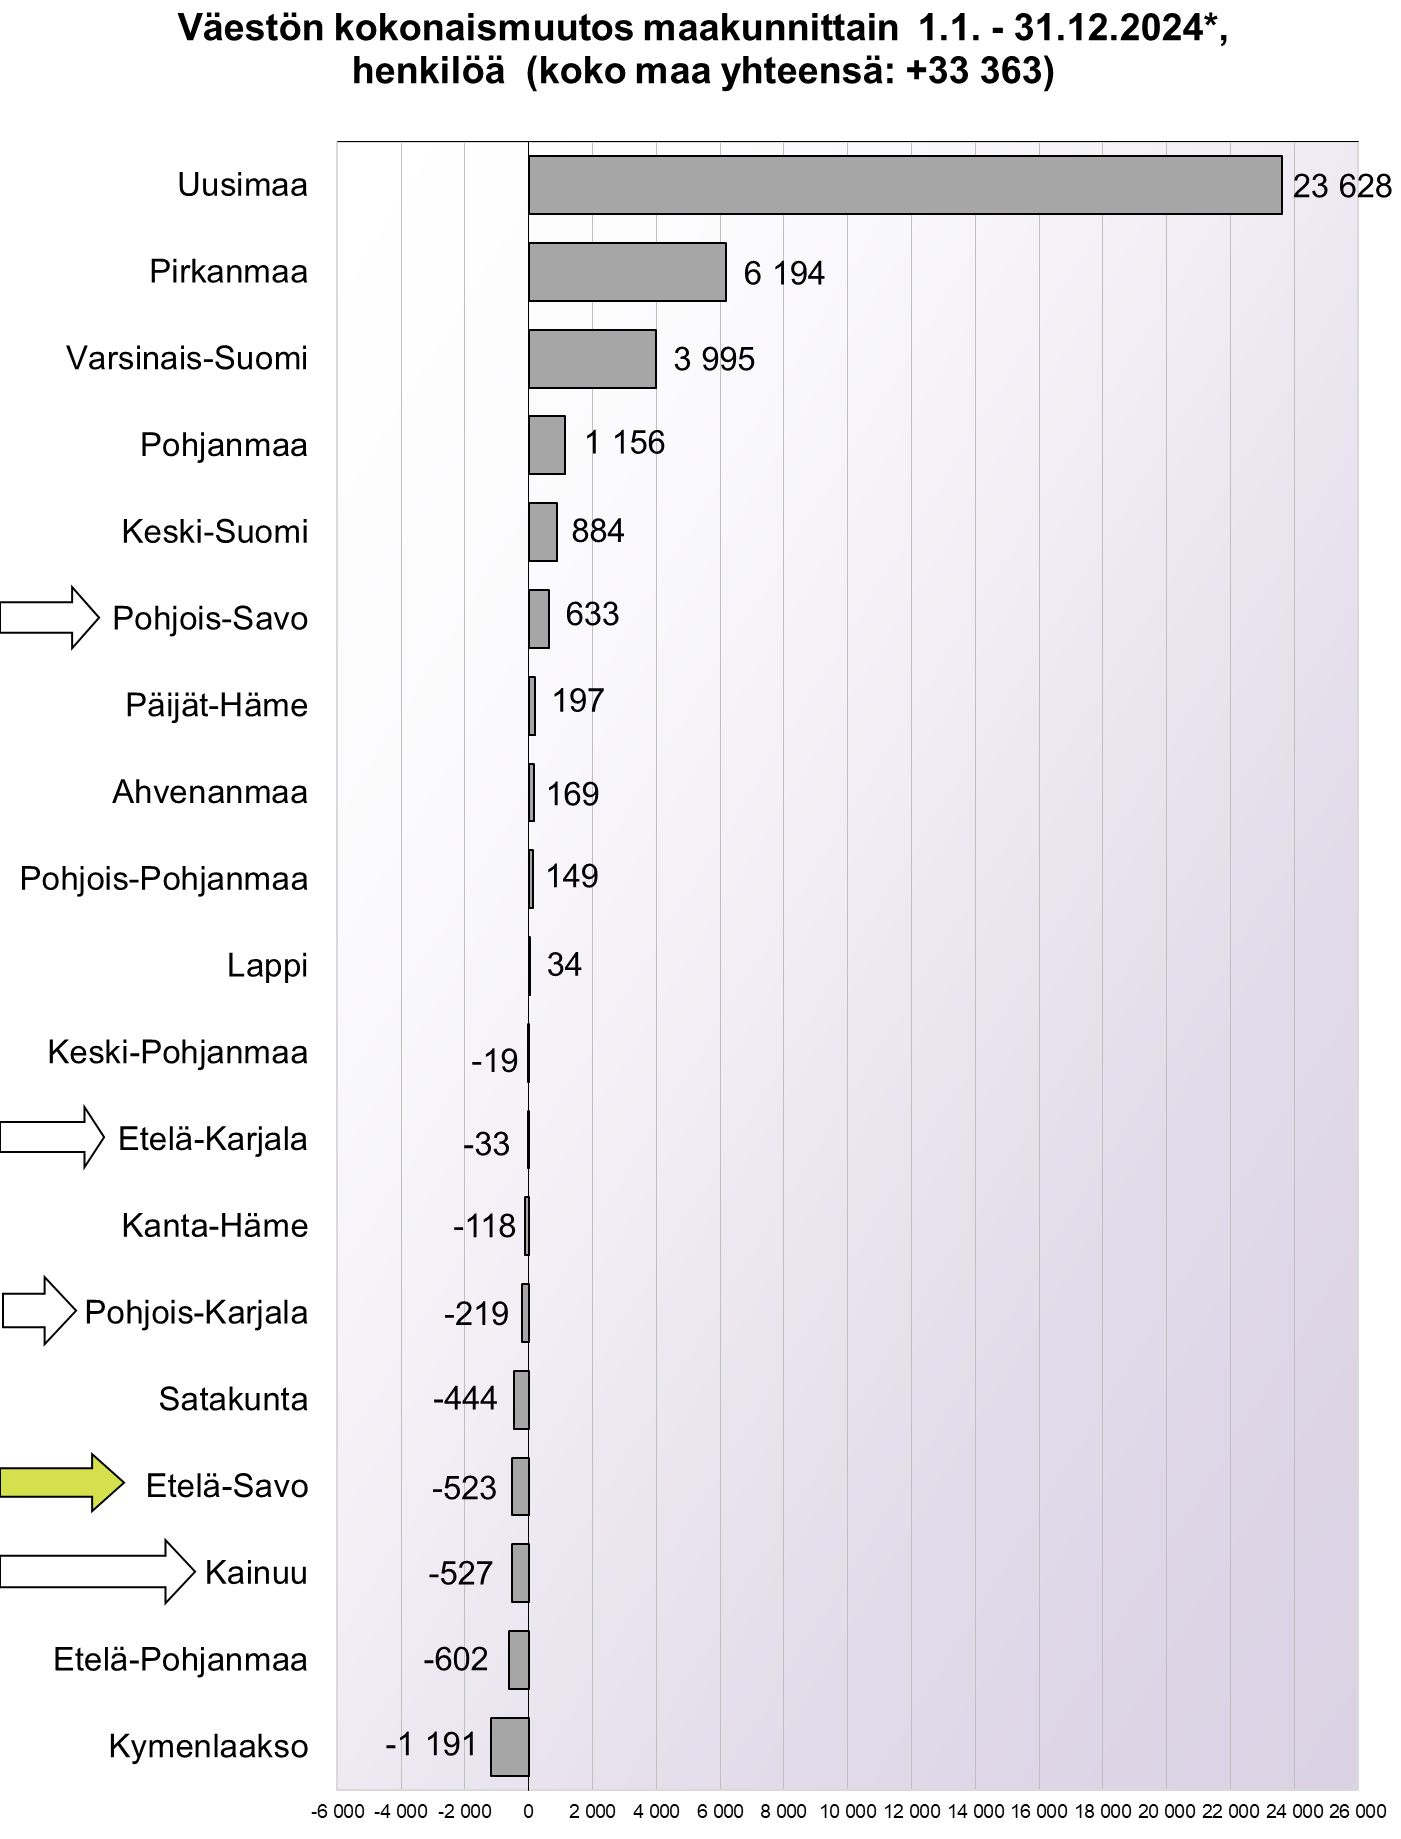 Väestön kokonaismuutos maakunnittain 1.1. - 31.12.2024*,
henkilöä (koko maa yhteensä: +33 363)
Uusimaa 23 628
Pirkanmaa 6 194
Varsinais-Suomi 3 995
Pohjanmaa 1 156
Keski-Suomi 884
Pohjois-Savo 633
Päijät-Häme 197
Ahvenanmaa 169
Pohjois-Pohjanmaa 149
Lappi 34
Keski-Pohjanmaa -19
Etelä-Karjala -33
Kanta-Häme -118
Pohjois-Karjala -219
Satakunta -444
Etelä-Savo -523
Kainuu -527
Etelä-Pohjanmaa -602
Kymenlaakso -1 191
-6 000 -4 000 -2 000 0 2 000 4 000 6 000 8 000 10 000 12 000 14 000 16 000 18 000 20 000 22 000 24 000 26 000